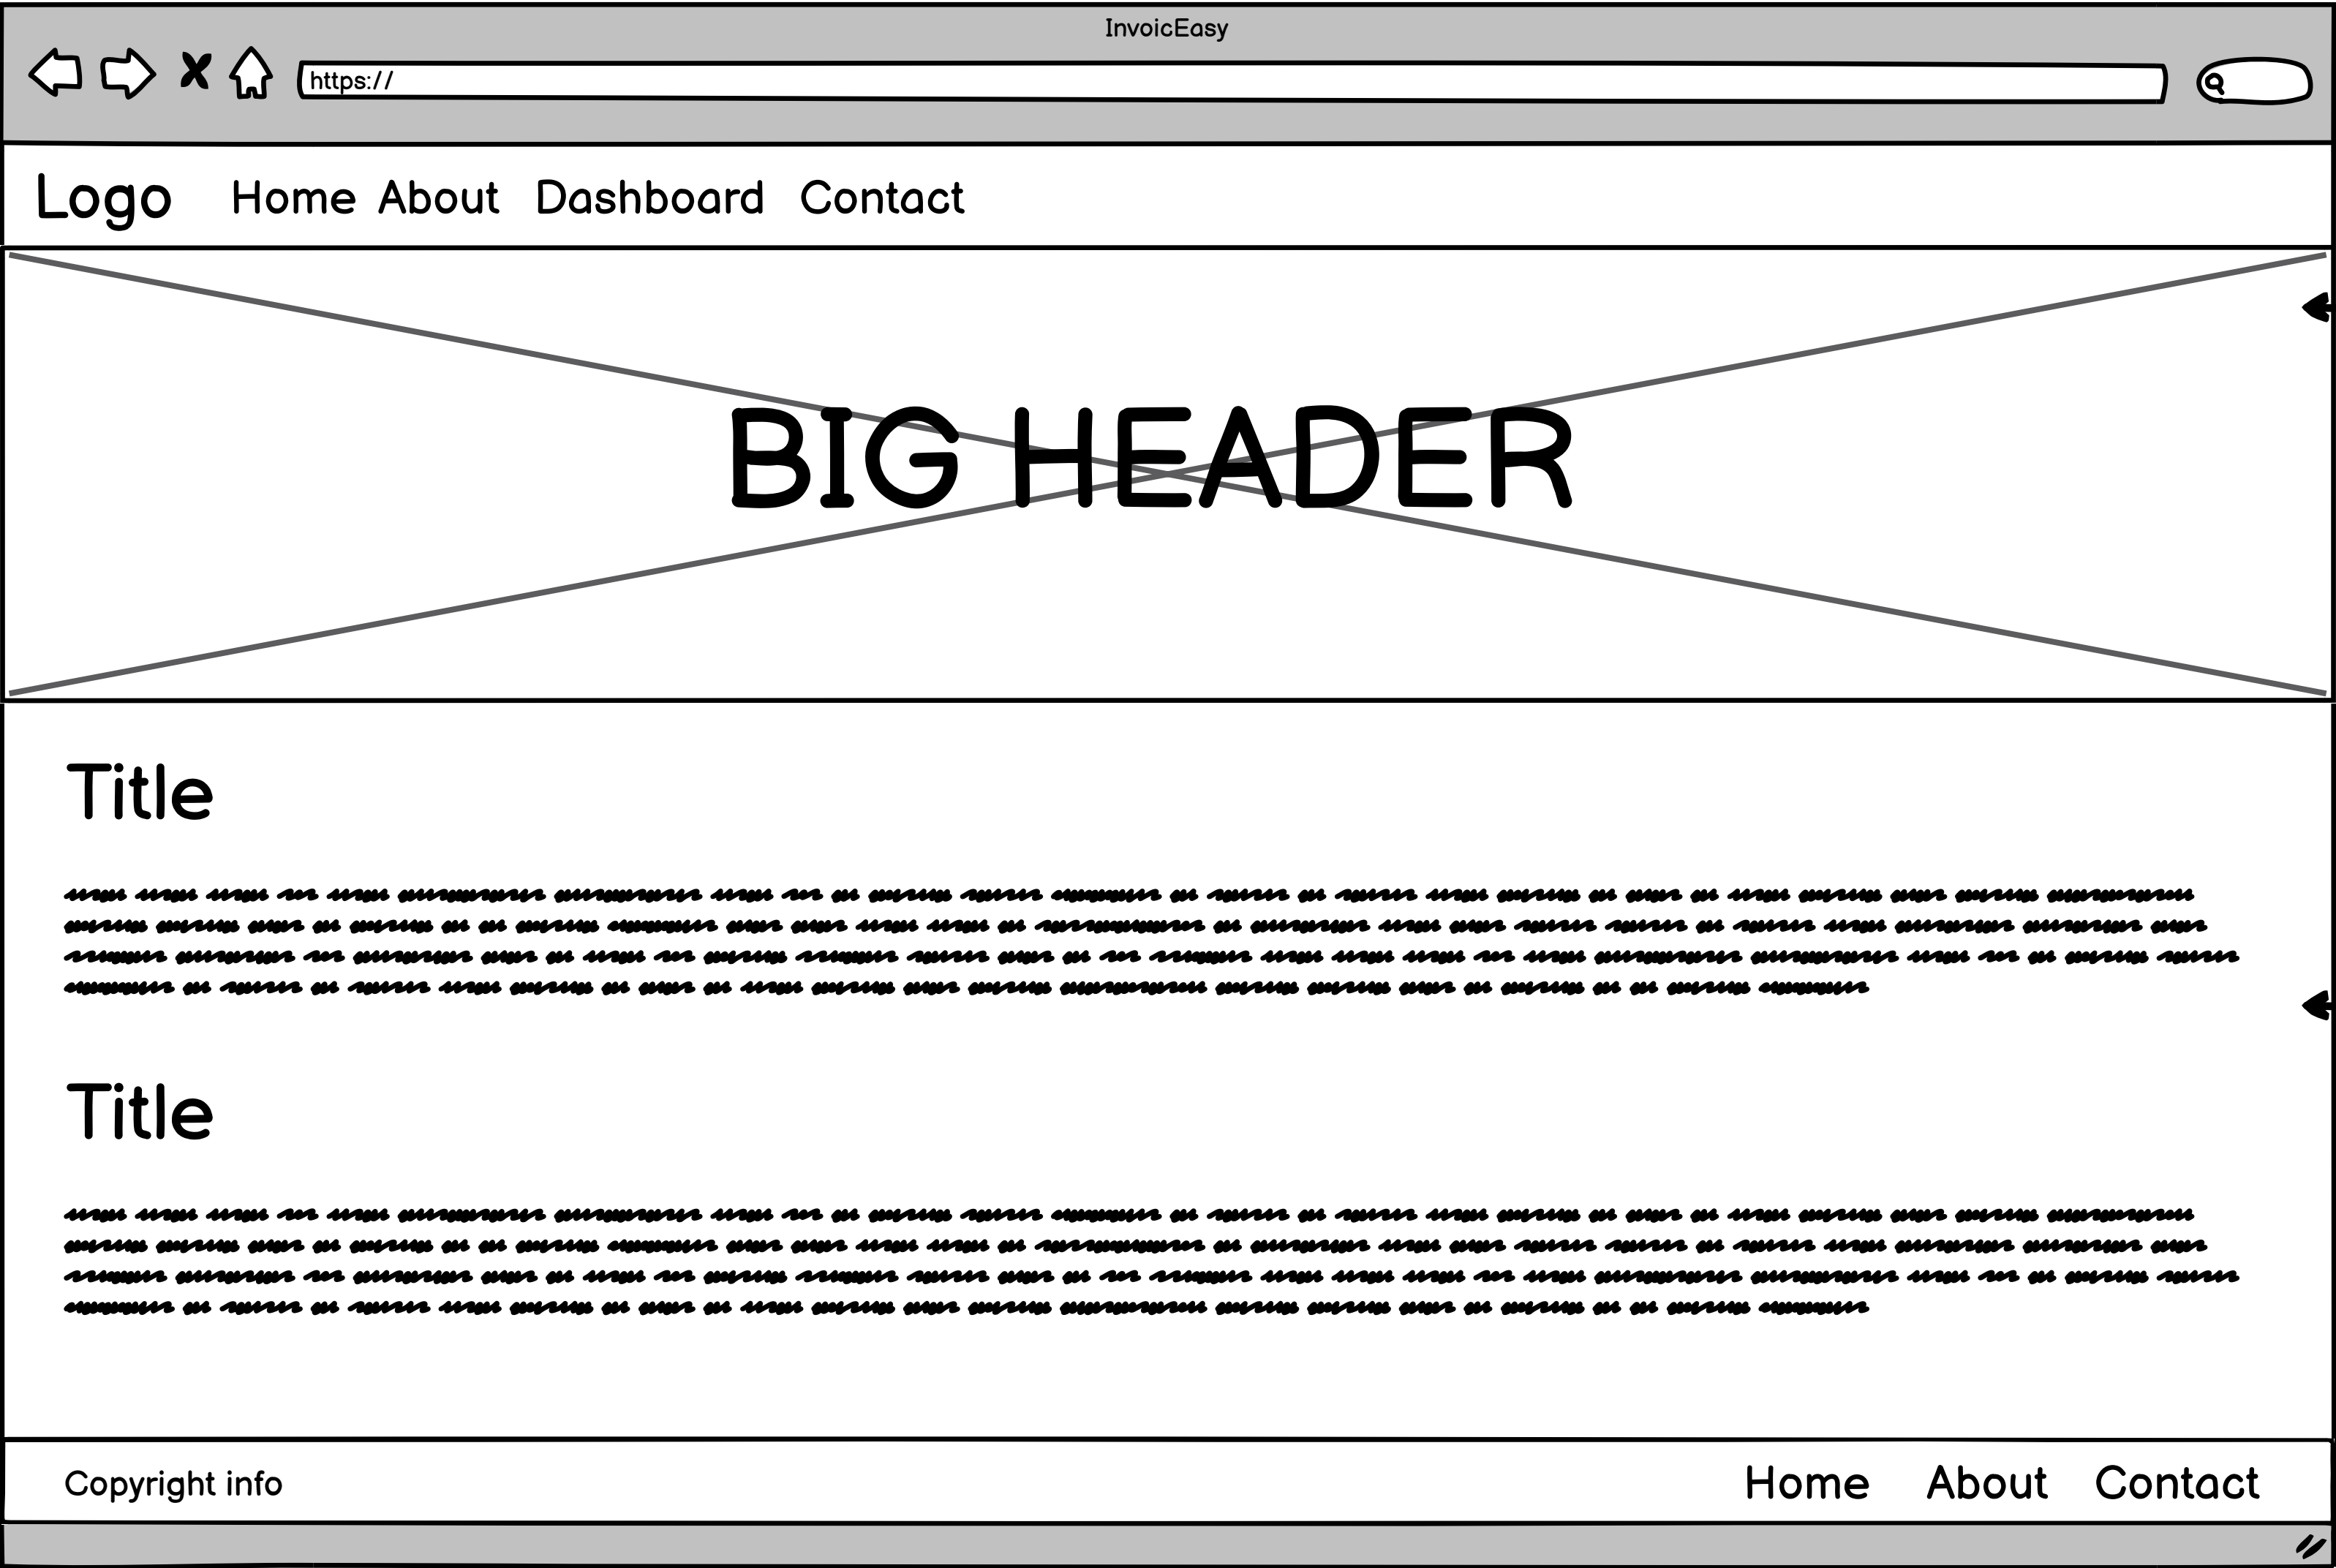 InvoicEasy
https://
Logo Home About Dashboard Contact
BIG HEADER
Title
Title
Copyright info Home About Contact